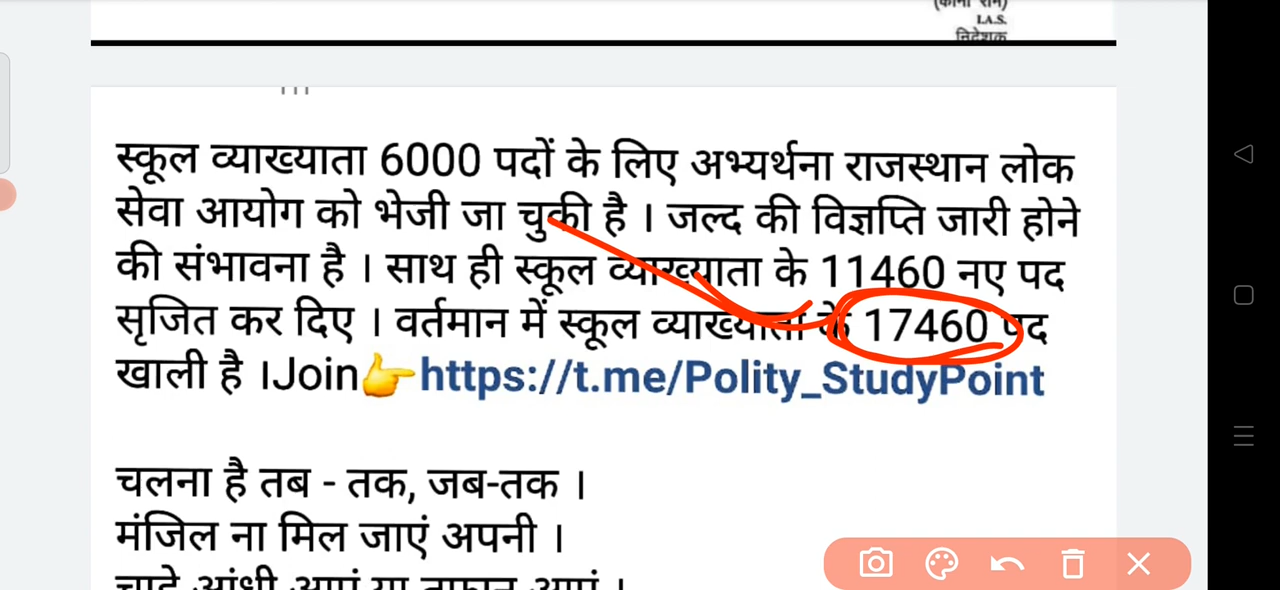 I.A.S.
निदेशक
स्कूल व्याख्याता 6000 पदों के लिए अभ्यर्थना राजस्थान लोक
सेवा आयोग को भेजी जा चुकी है । जल्द की विज्ञप्ति जारी होने
की संभावना है । साथ ही स्कूल व्याख्याता के 11460 नए पद
सृजित कर दिए । वर्तमान में स्कूल व्याख्याता के 17460 पद
खाली है ।Join👉https://t.me/Polity_StudyPoint
चलना है तब - तक, जब-तक ।
मंजिल ना मिल जाएं अपनी ।